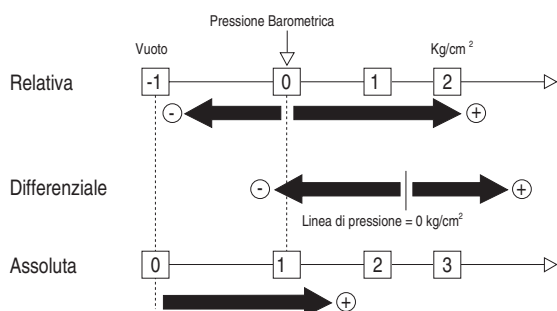 Pressione Barometrica
Vuoto Kg/cm²
Relativa -1 0 1 2
- +
Differenziale - +
Linea di pressione = 0 kg/cm²
Assoluta 0 1 2 3
+